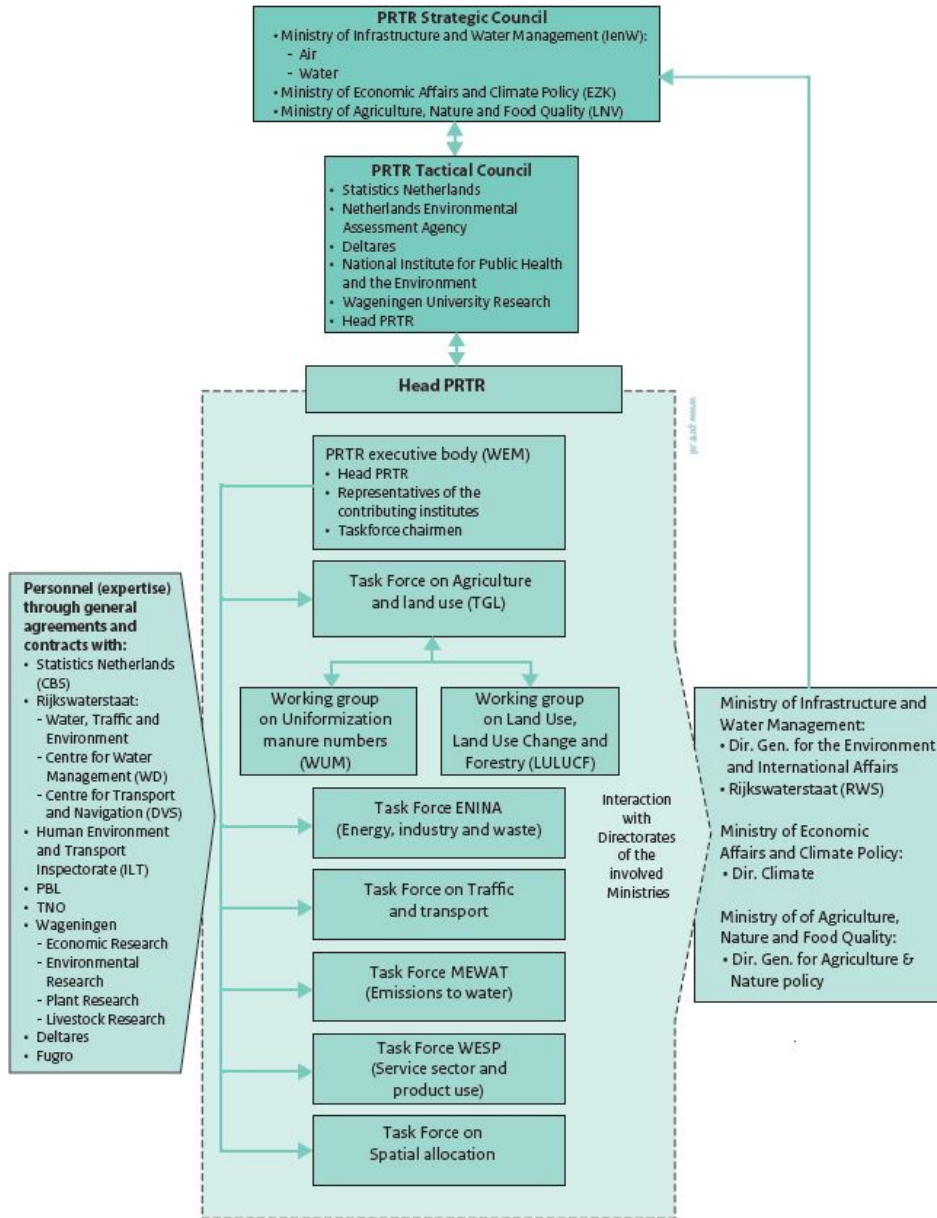 PRTR Strategic Council
• Ministry of Infrastructure and Water Management (IenW):
- Air
- Water
• Ministry of Economic Affairs and Climate Policy (EZK)
• Ministry of Agriculture, Nature and Food Quality (LNV)
PRTR Tactical Council
• Statistics Netherlands
• Netherlands Environmental
Assessment Agency
• Deltares
• National Institute for Public Health
and the Environment
• Wageningen University Research
• Head PRTR
Head PRTR
www.prtr.nl
PRTR executive body (WEM)
• Head PRTR
• Representatives of the
contributing institutes
• Taskforce chairmen
Task Force on Agriculture
and land use (TGL)
Working group
on Uniformization
manure numbers
(WUM)
Working group
on Land Use,
Land Use Change and
Forestry (LULUCF)
Task Force ENINA
(Energy, industry and waste)
Task Force on Traffic
and transport
Task Force MEWAT
(Emissions to water)
Task Force WESP
(Service sector and
product use)
Task Force on
Spatial allocation
Personnel (expertise)
through general
agreements and
contracts with:
• Statistics Netherlands
(CBS)
• Rijkswaterstaat:
- Water, Traffic and
Environment
- Centre for Water
Management (WD)
- Centre for Transport
and Navigation (DVS)
• Human Environment
and Transport
Inspectorate (ILT)
• PBL
• TNO
• Wageningen
- Economic Research
- Environmental
Research
- Plant Research
- Livestock Research
• Deltares
• Fugro
Interaction
with
Directorates
of the
involved
Ministries
Ministry of Infrastructure and
Water Management:
• Dir. Gen. for the Environment
and International Affairs
• Rijkswaterstaat (RWS)
Ministry of Economic
Affairs and Climate Policy:
• Dir. Climate
Ministry of of Agriculture,
Nature and Food Quality:
• Dir. Gen. for Agriculture &
Nature policy